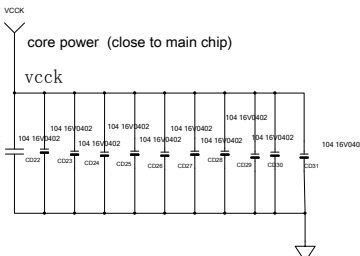 VCCK
core power (close to main chip)
vcck
104 16V0402 104 16V0402 104 16V0402
104 16V0402 104 16V0402 104 16V0402 104 16V0402 104 16V0402 104 16V0402 104 16V040
CD22 CD23 CD24 CD25 CD26 CD27 CD28 CD29 CD30 CD31